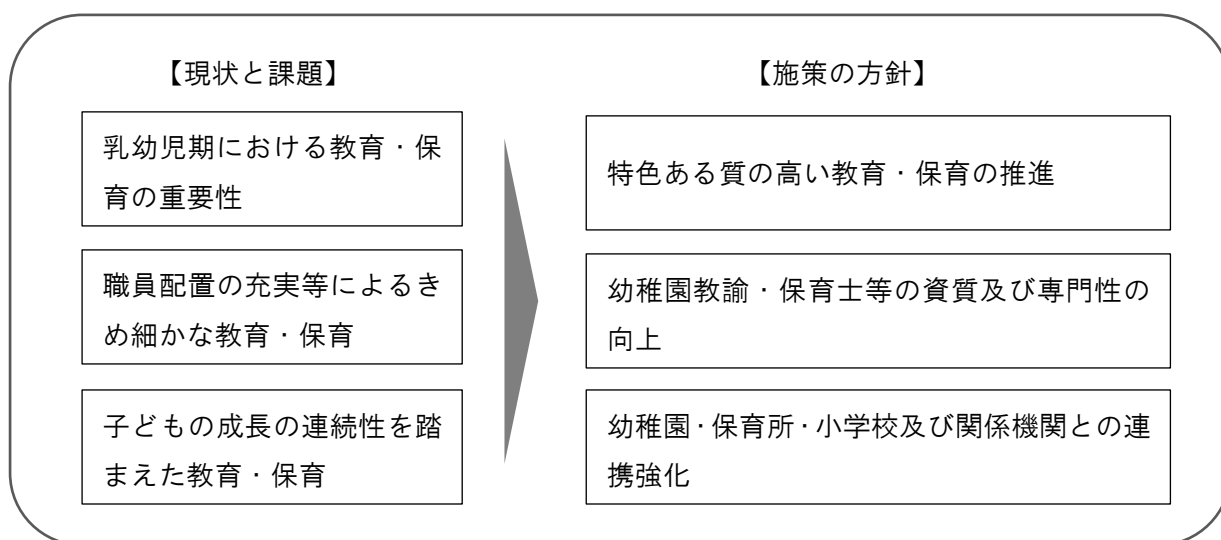 【現状と課題】
乳幼児期における教育・保
育の重要性
職員配置の充実等によるき
め細かな教育・保育
子どもの成長の連続性を踏
まえた教育・保育
【施策の方針】
特色ある質の高い教育・保育の推進
幼稚園教諭・保育士等の資質及び専門性の
向上
幼稚園・保育所・小学校及び関係機関との連
携強化